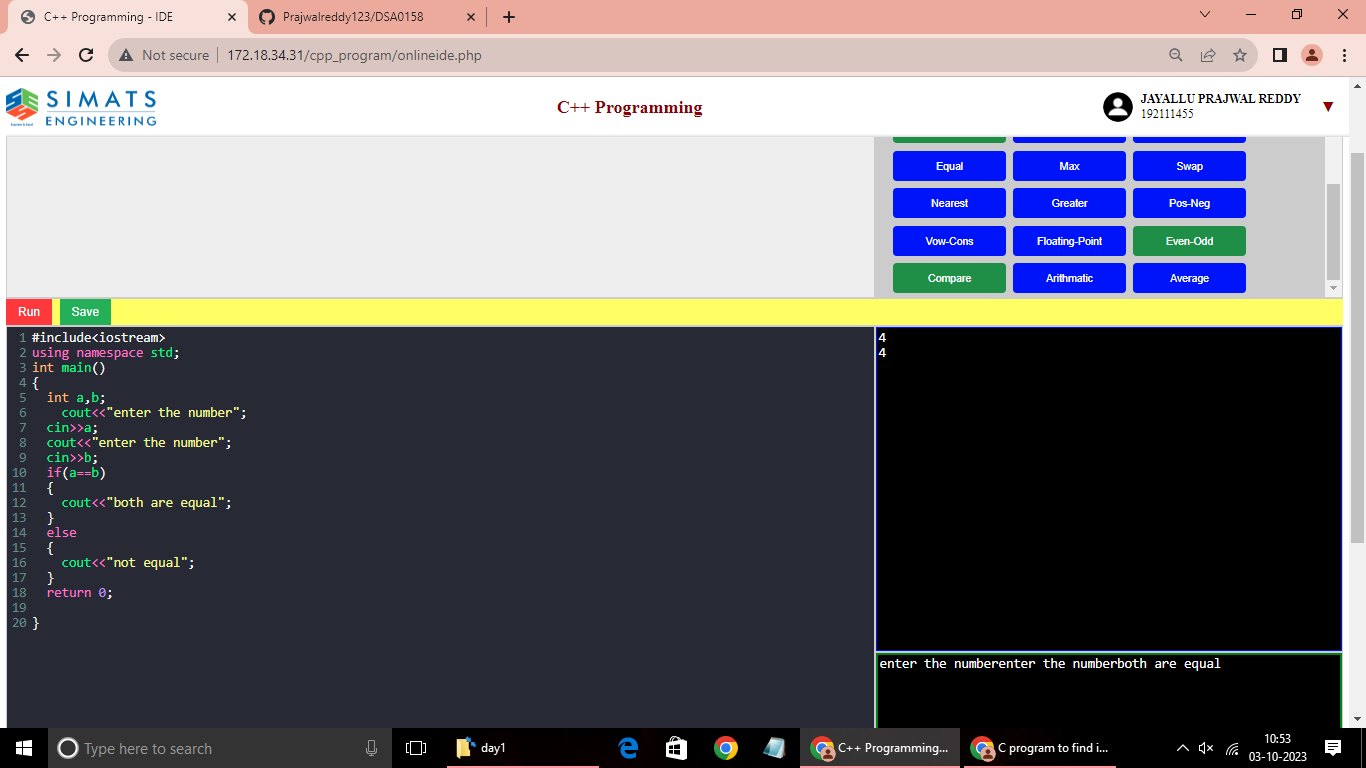 C++ Programming - IDE
Prajwalreddy123/DSA0158
Not secure
172.18.34.31/cpp_program/onlineide.php
SIMATS
ENGINEERING
C++ Programming
JAYALLU PRAJWAL REDDY
192111455
Equal Max Swap
Nearest Greater Pos-Neg
Vow-Cons Floating-Point Even-Odd
Compare Arithmatic Average
Run Save
1 #include<iostream>
2 using namespace std;
3 int main()
4 {
5   int a,b;
6     cout<<"enter the number";
7   cin>>a;
8   cout<<"enter the number";
9   cin>>b;
10   if(a==b)
11   {
12     cout<<"both are equal";
13   }
14   else
15   {
16     cout<<"not equal";
17   }
18   return 0;
19
20 }
4
4
enter the numberenter the numberboth are equal
Type here to search
day1
C++ Programming...
C program to find i...
10:53
03-10-2023